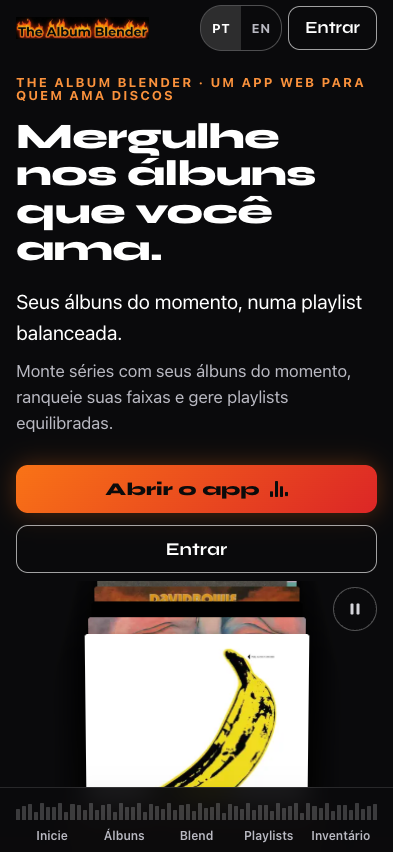 The Album Blender
PT EN
Entrar
THE ALBUM BLENDER · UM APP WEB PARA
QUEM AMA DISCOS
Mergulhe
nos álbuns
que você
ama.
Seus álbuns do momento, numa playlist
balanceada.
Monte séries com seus álbuns do momento,
ranqueie suas faixas e gere playlists
equilibradas.
Abrir o app
Entrar
DAVIDBOWIE
Inicie
Álbuns
Blend
Playlists
Inventário